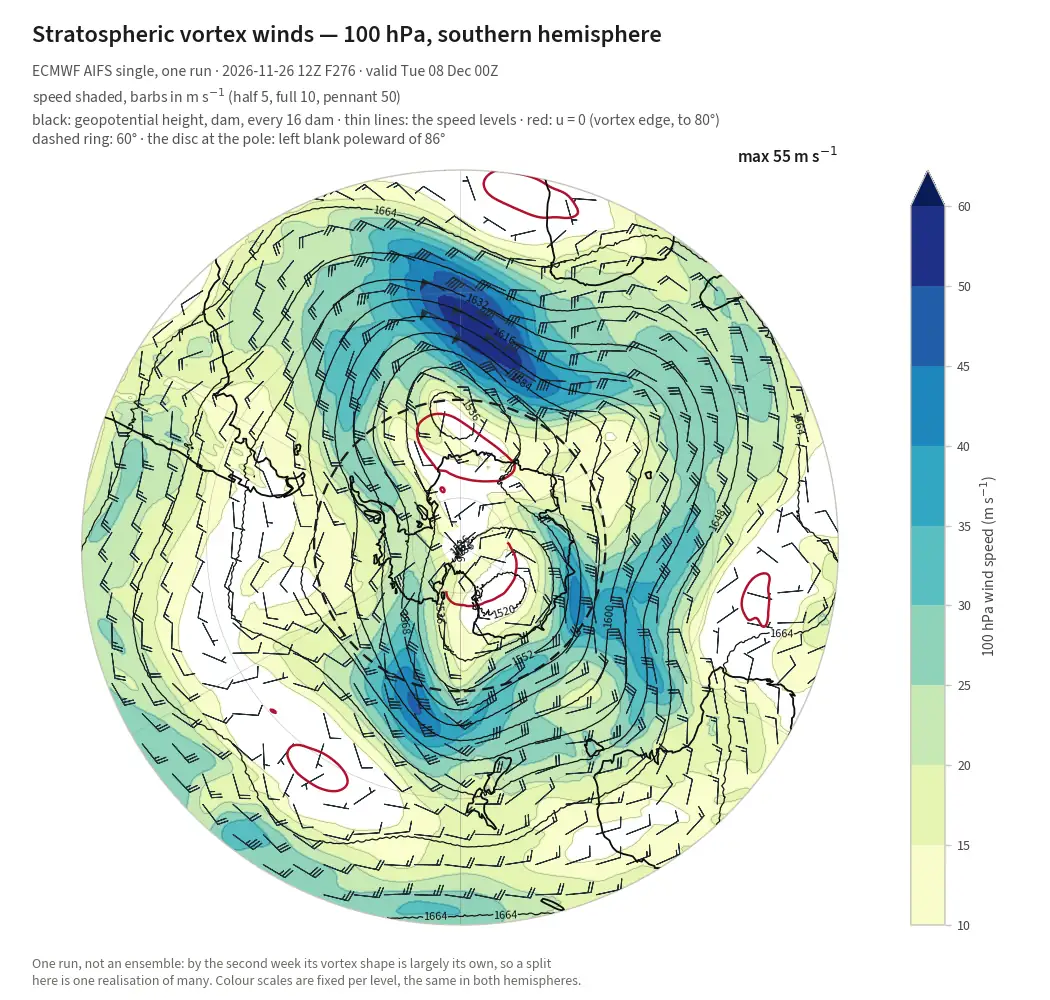 Stratospheric vortex winds — 100 hPa, southern hemisphere
ECMWF AIFS single, one run · 2026-11-26 12Z F276 · valid Tue 08 Dec 00Z
speed shaded, barbs in m s⁻¹ (half 5, full 10, pennant 50)
black: geopotential height, dam, every 16 dam · thin lines: the speed levels · red: u = 0 (vortex edge, to 80°)
dashed ring: 60° · the disc at the pole: left blank poleward of 86°
max 55 m s⁻¹
1664
60
1632
1616
50
1584
45
1536
1664
40
1648
35
100 hPa wind speed (m s⁻¹)
30
1520
1600
1568
1536
1664
1552
25
20
15
1664
1664
10
One run, not an ensemble: by the second week its vortex shape is largely its own, so a split
here is one realisation of many. Colour scales are fixed per level, the same in both hemispheres.